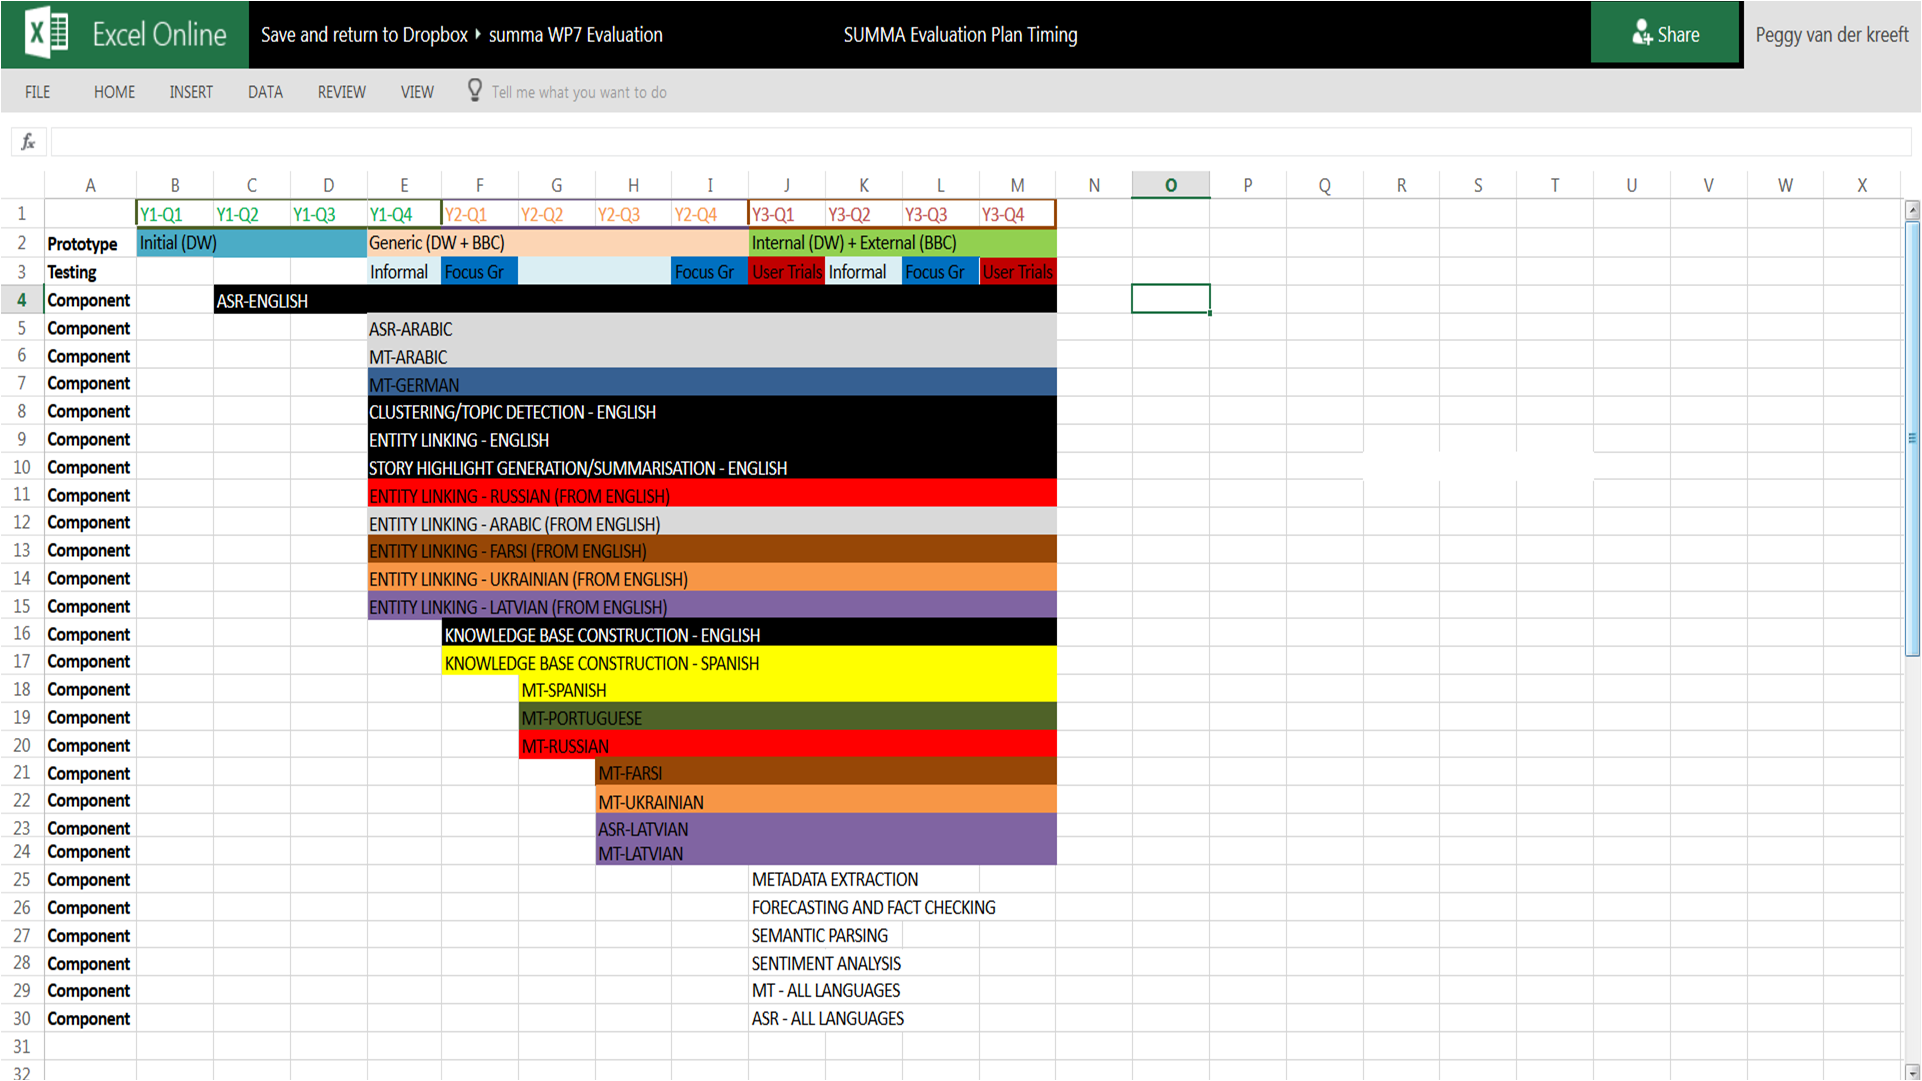 Excel Online Save and return to Dropbox summa WP7 Evaluation SUMMA Evaluation Plan Timing Share Peggy van der kreeft
FILE HOME INSERT DATA REVIEW VIEW Tell me what you want to do
fx
A B C D E F G H I J K L M N O P Q R S T U V W X
1 Y1-Q1 Y1-Q2 Y1-Q3 Y1-Q4 Y2-Q1 Y2-Q2 Y2-Q3 Y2-Q4 Y3-Q1 Y3-Q2 Y3-Q3 Y3-Q4
2 Prototype Initial (DW) Generic (DW + BBC) Internal (DW) + External (BBC)
3 Testing Informal Focus Gr Focus Gr User Trials Informal Focus Gr User Trials
4 Component ASR-ENGLISH
5 Component ASR-ARABIC
6 Component MT-ARABIC
7 Component MT-GERMAN
8 Component CLUSTERING/TOPIC DETECTION - ENGLISH
9 Component ENTITY LINKING - ENGLISH
10 Component STORY HIGHLIGHT GENERATION/SUMMARISATION - ENGLISH
11 Component ENTITY LINKING - RUSSIAN (FROM ENGLISH)
12 Component ENTITY LINKING - ARABIC (FROM ENGLISH)
13 Component ENTITY LINKING - FARSI (FROM ENGLISH)
14 Component ENTITY LINKING - UKRAINIAN (FROM ENGLISH)
15 Component ENTITY LINKING - LATVIAN (FROM ENGLISH)
16 Component KNOWLEDGE BASE CONSTRUCTION - ENGLISH
17 Component KNOWLEDGE BASE CONSTRUCTION - SPANISH
18 Component MT-SPANISH
19 Component MT-PORTUGUESE
20 Component MT-RUSSIAN
21 Component MT-FARSI
22 Component MT-UKRAINIAN
23 Component ASR-LATVIAN
24 Component MT-LATVIAN
25 Component METADATA EXTRACTION
26 Component FORECASTING AND FACT CHECKING
27 Component SEMANTIC PARSING
28 Component SENTIMENT ANALYSIS
29 Component MT - ALL LANGUAGES
30 Component ASR - ALL LANGUAGES
31
32